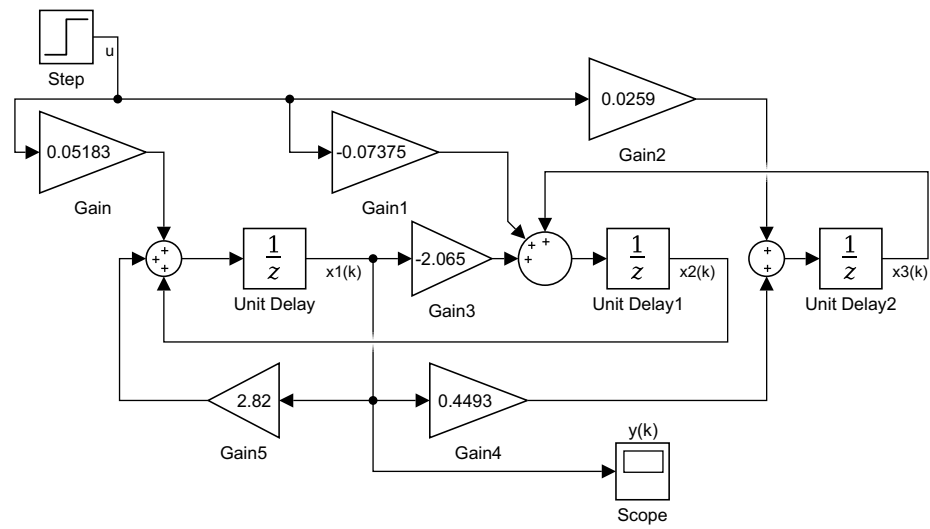 u
Step
0.0259
Gain2
0.05183
Gain
-0.07375
Gain1
+
+
+
1
z
Unit Delay
x1(k)
-2.065
Gain3
+
+
+
1
z
Unit Delay1
x2(k)
+
+
1
z
Unit Delay2
x3(k)
2.82
Gain5
0.4493
Gain4
y(k)
Scope